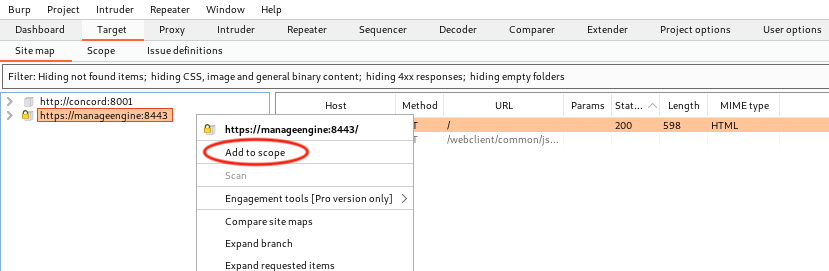 Burp Project Intruder Repeater Window Help
Dashboard Target Proxy Intruder Repeater Sequencer Decoder Comparer Extender Project options User options
Site map Scope Issue definitions
Filter: Hiding not found items; hiding CSS, image and general binary content; hiding 4xx responses; hiding empty folders
http://concord:8001
https://manageengine:8443
Host Method URL Params Stat... Length MIME type
T / 200 598 HTML
T /webclient/common/js...
https://manageengine:8443/
Add to scope
Scan
Engagement tools [Pro version only]
Compare site maps
Expand branch
Expand requested items